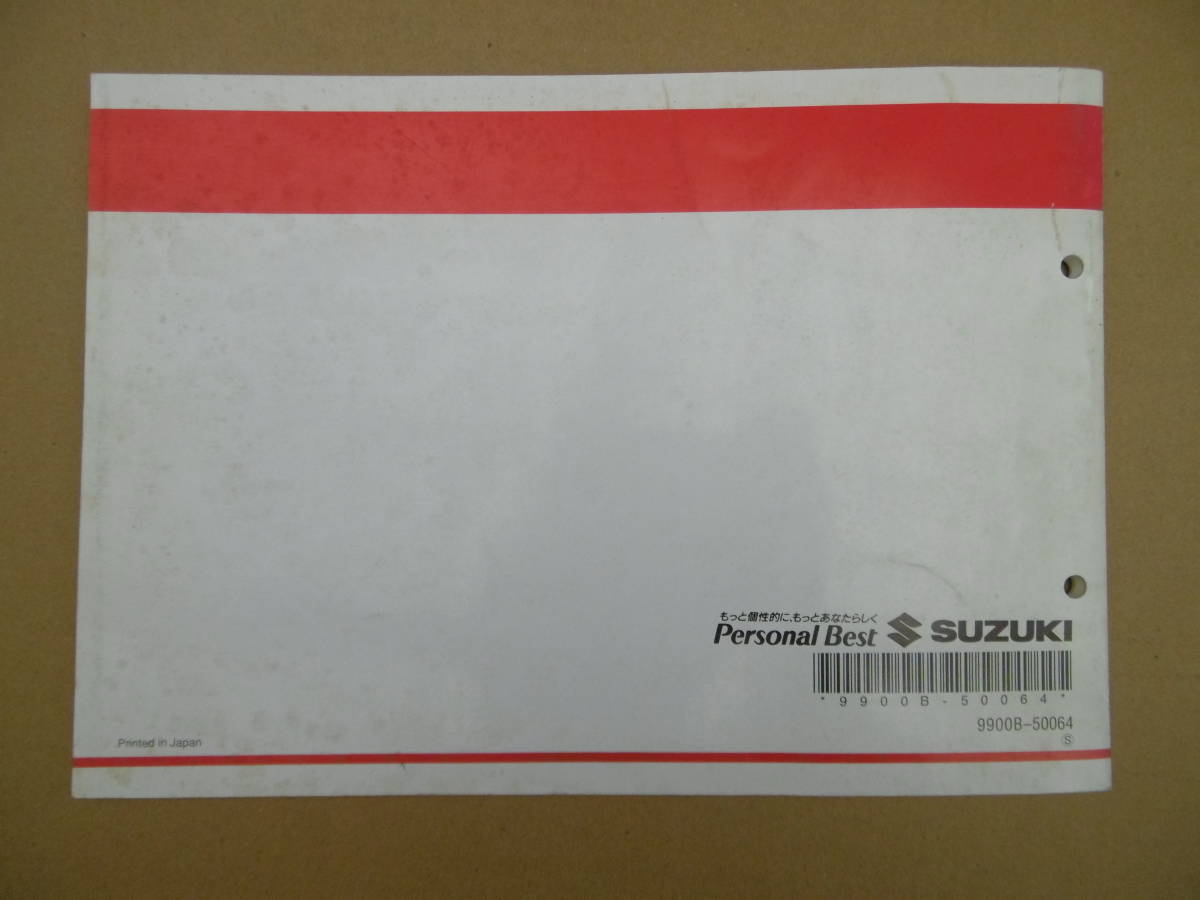 もっと個性的に、もっとあなたらしく
Personal Best SUZUKI
*9900B-50064*
9900B-50064
Ⓢ
Printed in Japan